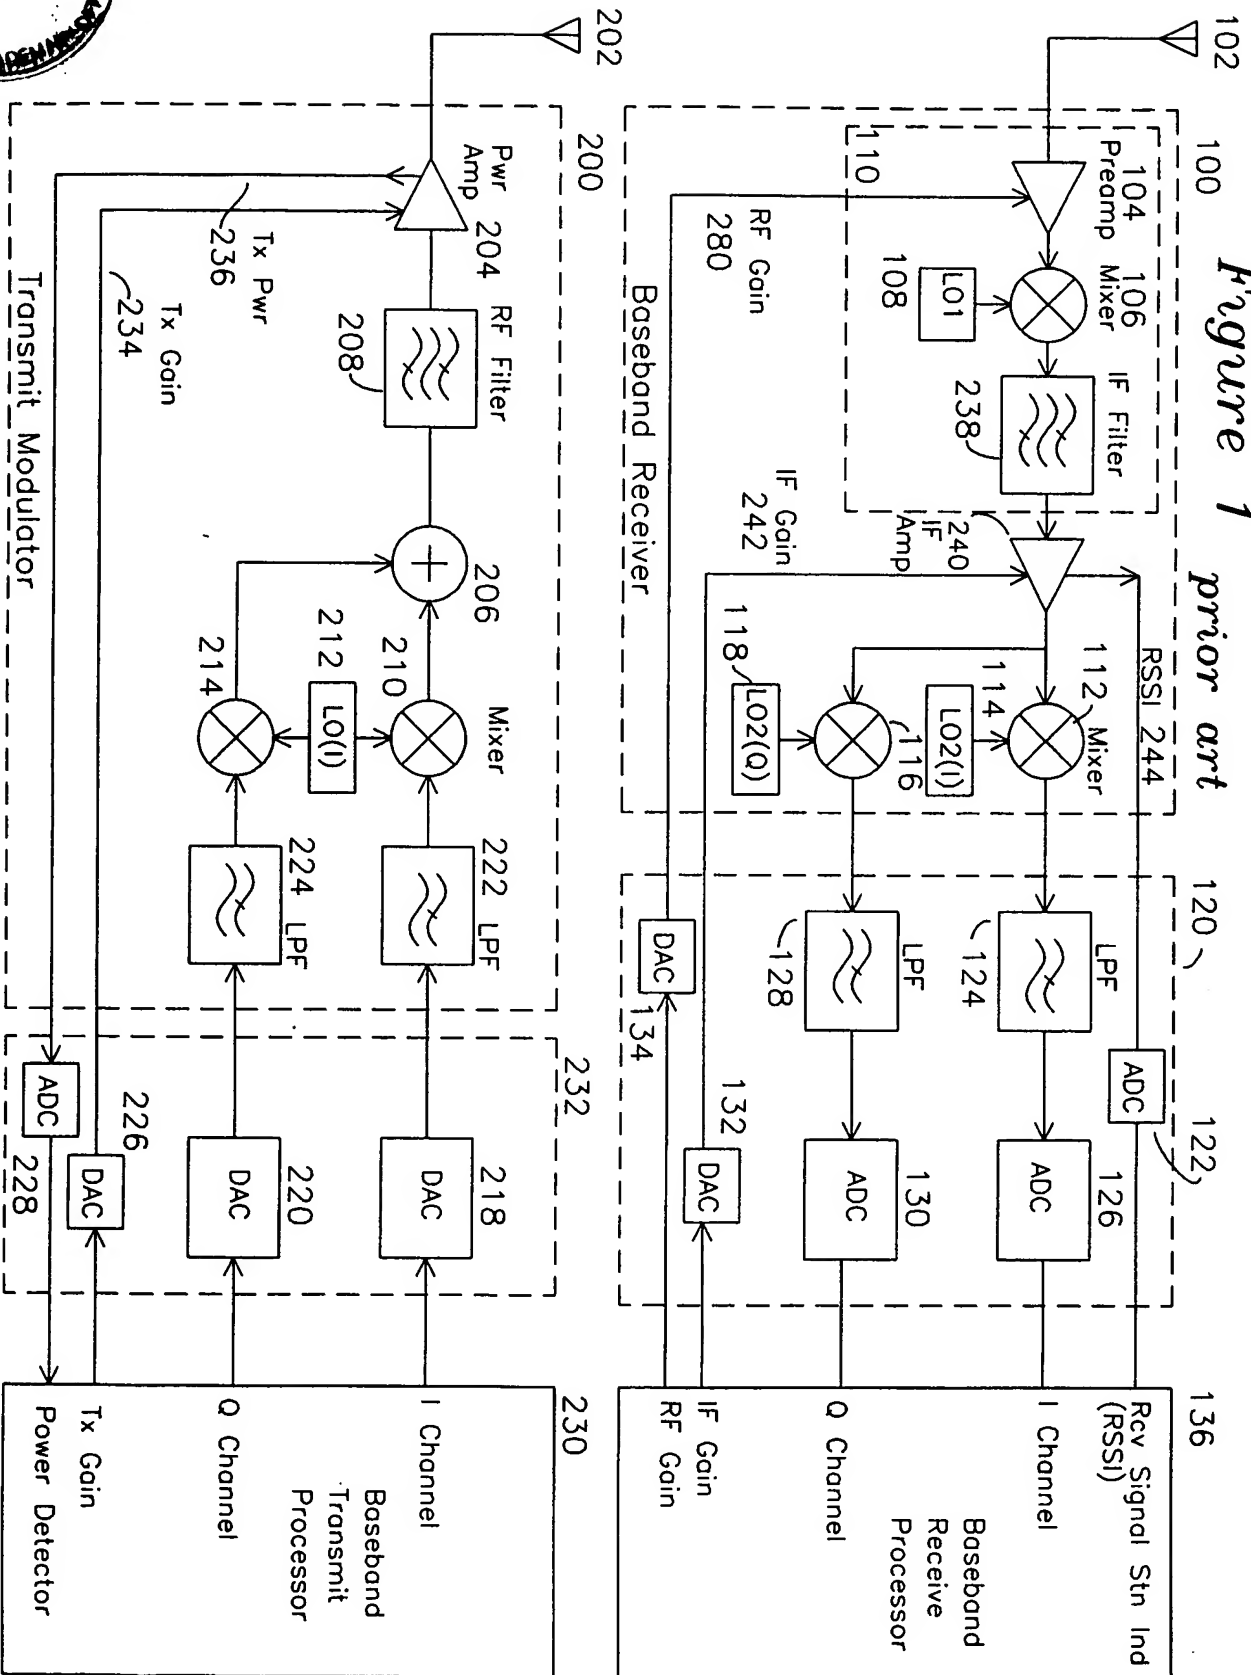 Figure 1 prior art
102
100
104
Preamp
106
Mixer
IF Filter
238
110
108
LO1
RF Gain
280
Baseband Receiver
240
IF
Amp
IF Gain
242
RSSI 244
112
Mixer
114
LO2(I)
116
118
LO2(Q)
120
122
ADC
LPF
124
126
ADC
LPF
128
130
ADC
132
DAC
134
DAC
136
Rcv Signal Stn Ind
(RSSI)
I Channel
Q Channel
IF Gain
RF Gain
Baseband
Receive
Processor
202
200
Pwr
Amp
204
RF Filter
208
206
Tx Pwr
236
Tx Gain
234
Transmit Modulator
Mixer
210
212
LO(I)
214
222
LPF
224
LPF
232
218
DAC
220
DAC
226
DAC
228
ADC
230
I Channel
Q Channel
Tx Gain
Power Detector
Baseband
Transmit
Processor